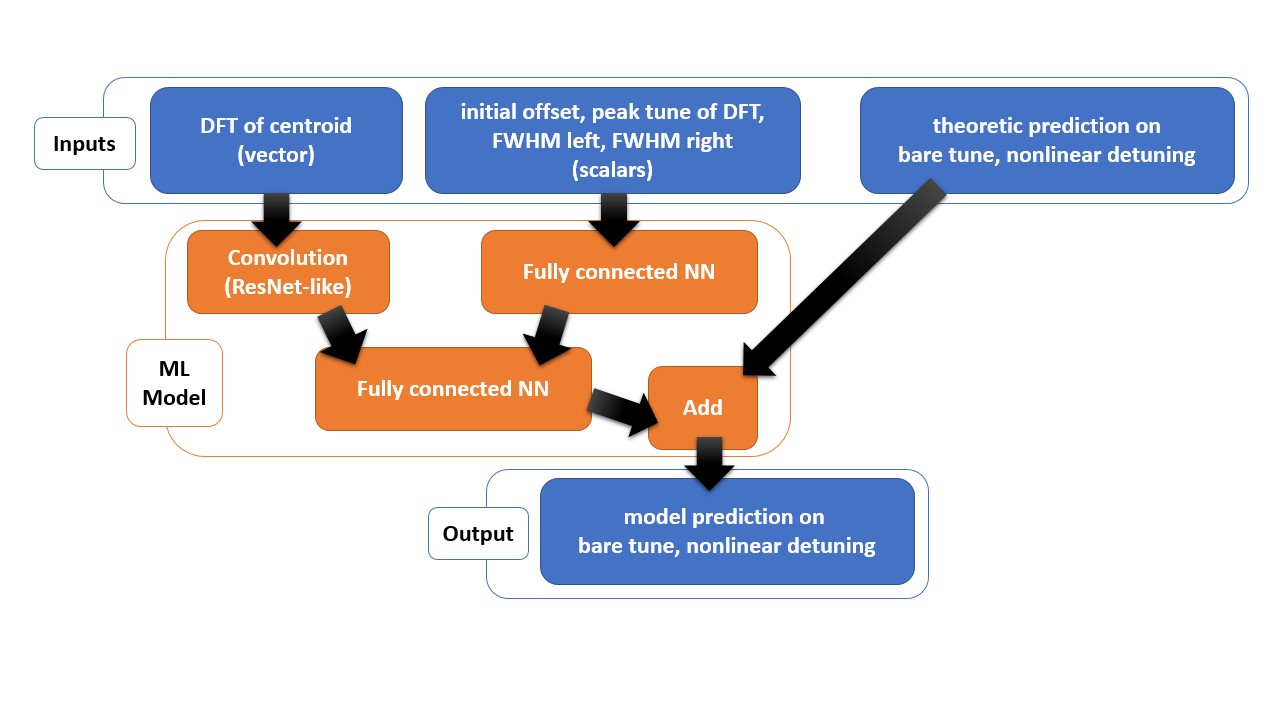 Inputs
DFT of centroid
(vector)
initial offset, peak tune of DFT,
FWHM left, FWHM right
(scalars)
theoretic prediction on
bare tune, nonlinear detuning
Convolution
(ResNet-like)
Fully connected NN
ML
Model
Fully connected NN
Add
Output
model prediction on
bare tune, nonlinear detuning